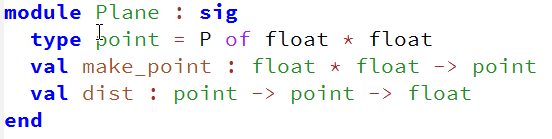 module Plane : sig
  type point = P of float * float
  val make_point : float * float -> point
  val dist : point -> point -> float
end